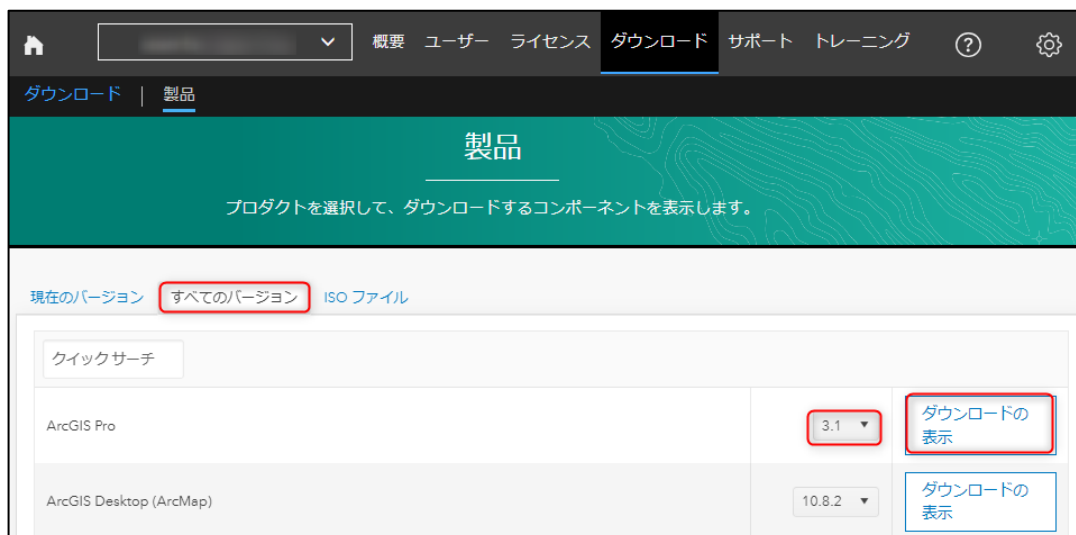 概要 ユーザー ライセンス ダウンロード サポート トレーニング
ダウンロード | 製品
製品
プロダクトを選択して、ダウンロードするコンポーネントを表示します。
現在のバージョン すべてのバージョン ISO ファイル
クイック サーチ
ArcGIS Pro 3.1 ダウンロードの
表示
ArcGIS Desktop (ArcMap) 10.8.2 ダウンロードの
表示